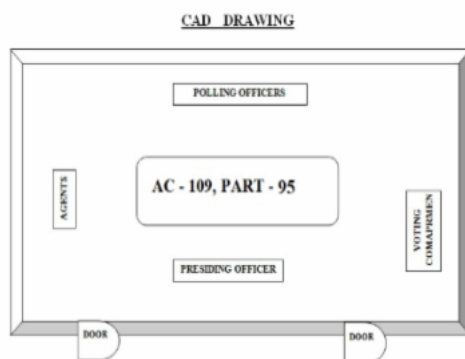 CAD DRAWING
POLLING OFFICERS
AGENTS
AC - 109, PART - 95
VOTING
COMAPRMEN
PRESIDING OFFICER
DOOR
DOOR